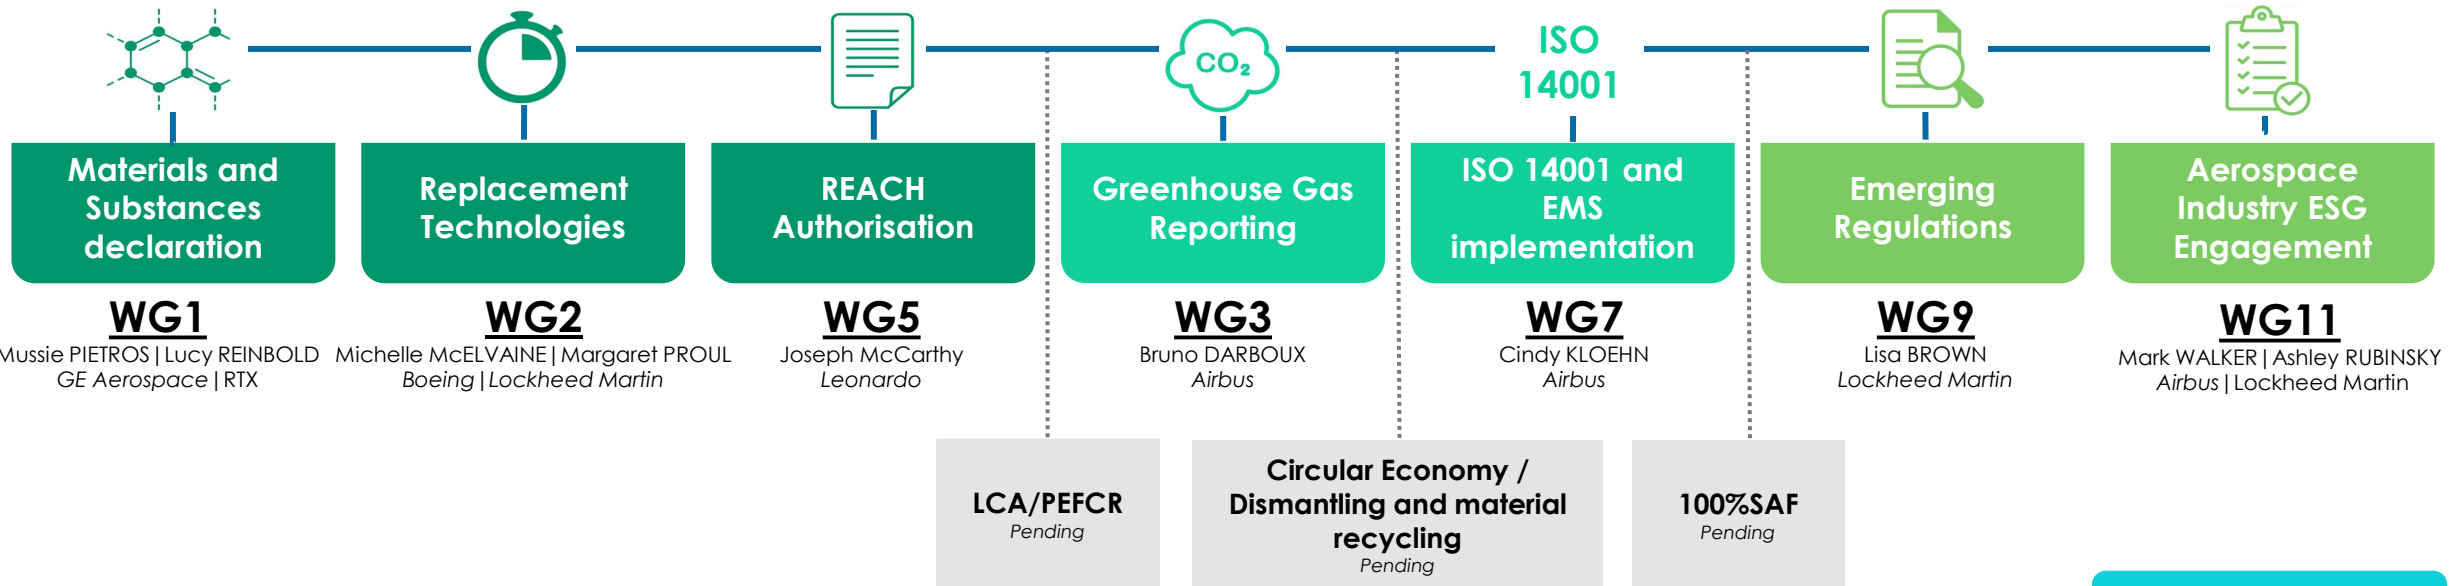 CO₂
ISO
14001
Materials and
Substances
declaration
WG1
Mussie PIETROS|Lucy REINBOLD
GE Aerospace|RTX
Replacement
Technologies
WG2
Michelle McELVAINE|Margaret PROUL
Boeing|Lockheed Martin
REACH
Authorisation
WG5
Joseph McCarthy
Leonardo
Greenhouse Gas
Reporting
WG3
Bruno DARBOUX
Airbus
ISO 14001 and
EMS
implementation
WG7
Cindy KLOEHN
Airbus
Emerging
Regulations
WG9
Lisa BROWN
Lockheed Martin
Aerospace
Industry ESG
Engagement
WG11
Mark WALKER|Ashley RUBINSKY
Airbus|Lockheed Martin
LCA/PEFCR
Pending
Circular Economy /
Dismantling and material
recycling
Pending
100%SAF
Pending